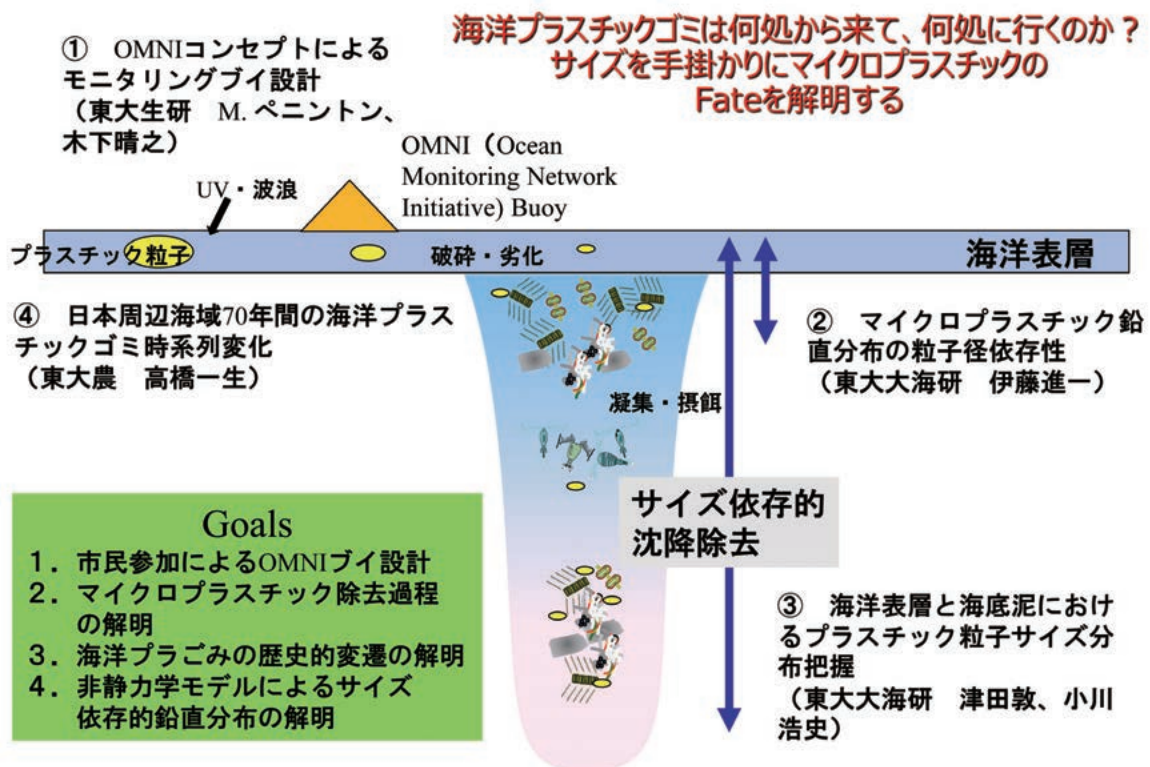 海洋プラスチックゴミは何処から来て、何処に行くのか？
サイズを手掛かりにマイクロプラスチックの
Fateを解明する
① OMNIコンセプトによる
モニタリングブイ設計
（東大生研 M. ペニントン、
木下晴之）
OMNI（Ocean
Monitoring Network
Initiative) Buoy
UV・波浪
プラスチック粒子
破砕・劣化
海洋表層
④ 日本周辺海域70年間の海洋プラス
チックゴミ時系列変化
（東大農 高橋一生）
② マイクロプラスチック鉛
直分布の粒子径依存性
（東大大海研 伊藤進一）
凝集・摂餌
サイズ依存的
沈降除去
Goals
1．市民参加によるOMNIブイ設計
2．マイクロプラスチック除去過程
の解明
3．海洋プラごみの歴史的変遷の解明
4．非静力学モデルによるサイズ
依存的鉛直分布の解明
③ 海洋表層と海底泥におけ
るプラスチック粒子サイズ分
布把握
（東大大海研 津田敦、小川
浩史）